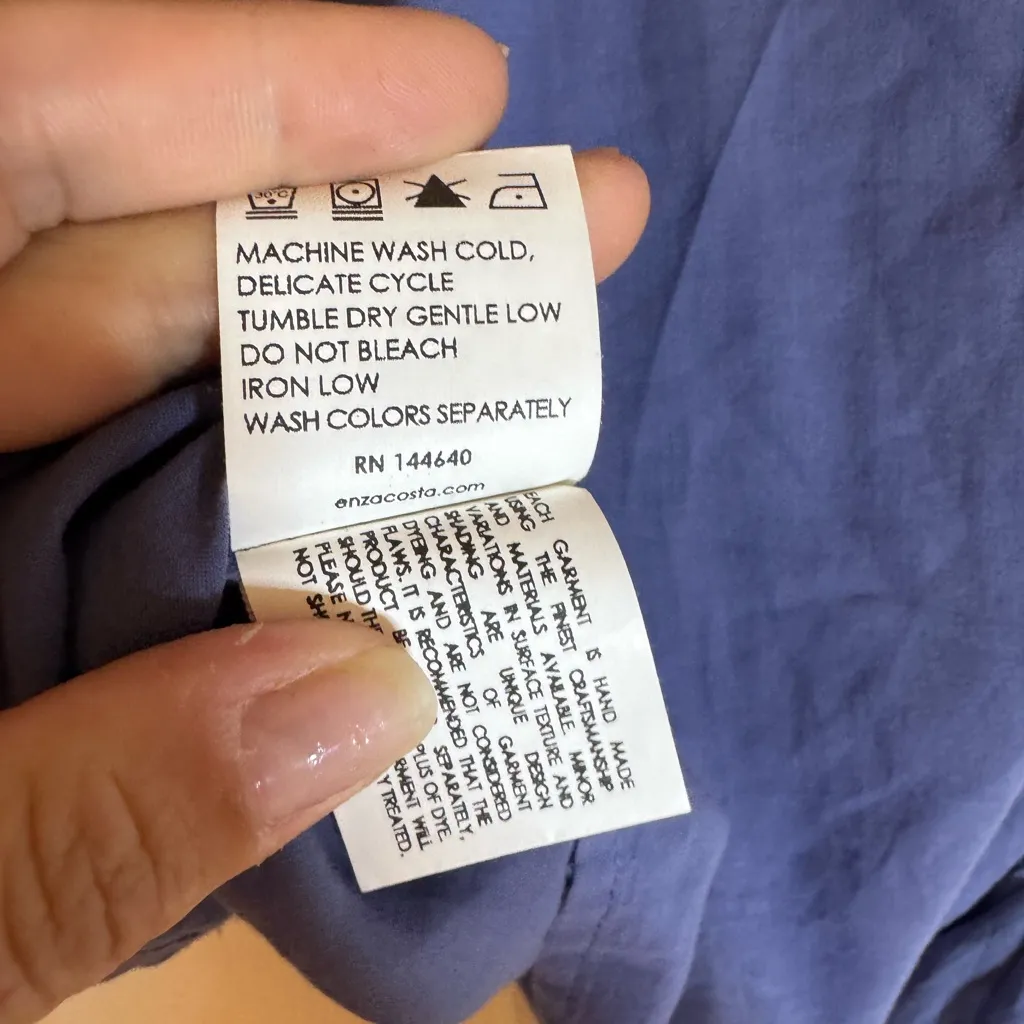 30°C
MACHINE WASH COLD,
DELICATE CYCLE
TUMBLE DRY GENTLE LOW
DO NOT BLEACH
IRON LOW
WASH COLORS SEPARATELY
RN 144640
enzacosta.com
EACH GARMENT IS HAND MADE
USING THE FINEST CRAFTSMANSHIP
AND MATERIALS AVAILABLE. MINOR
VARIATIONS IN SURFACE TEXTURE AND
SHADING ARE UNIQUE DESIGN
CHARACTERISTICS OF GARMENT
DYEING AND ARE NOT CONSIDERED
FLAWS. IT IS RECOMMENDED THAT THE
PRODUCT BE SEPARATELY,
SHOULD THE PLUS OF DYE.
PLEASE WILL
NOT TREATED.